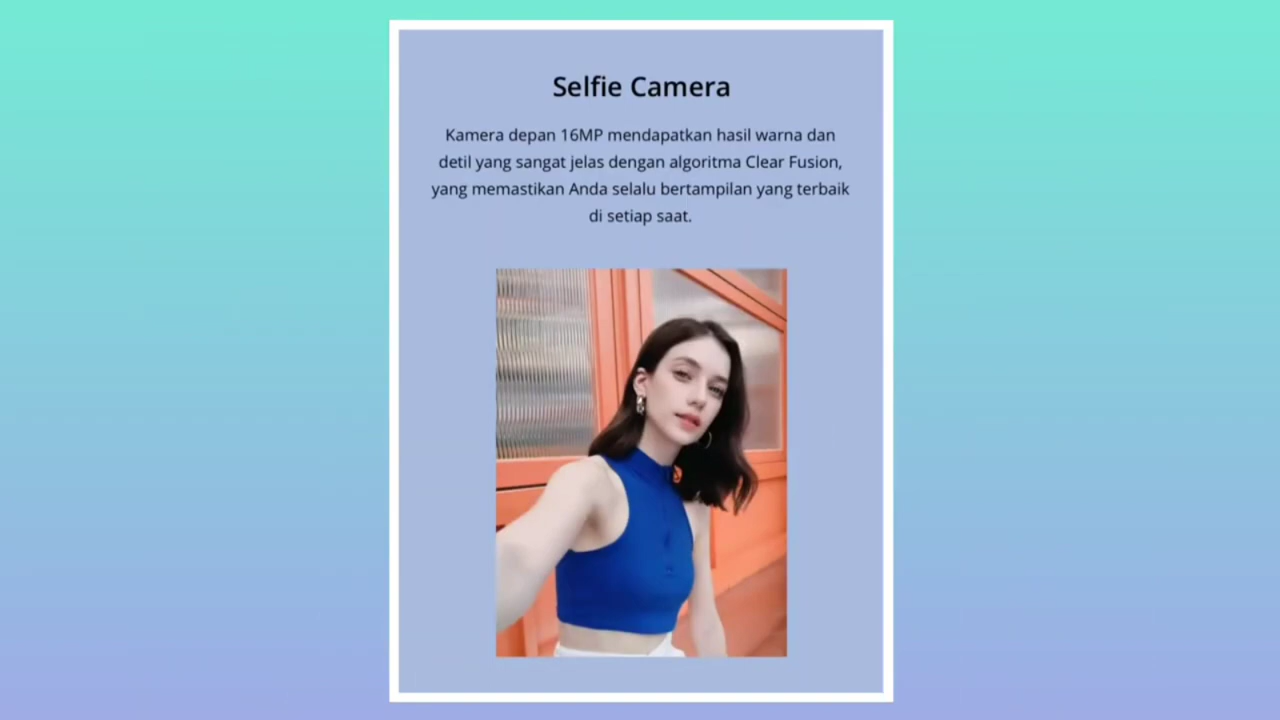 Selfie Camera
Kamera depan 16MP mendapatkan hasil warna dan
detil yang sangat jelas dengan algoritma Clear Fusion,
yang memastikan Anda selalu bertampilan yang terbaik
di setiap saat.